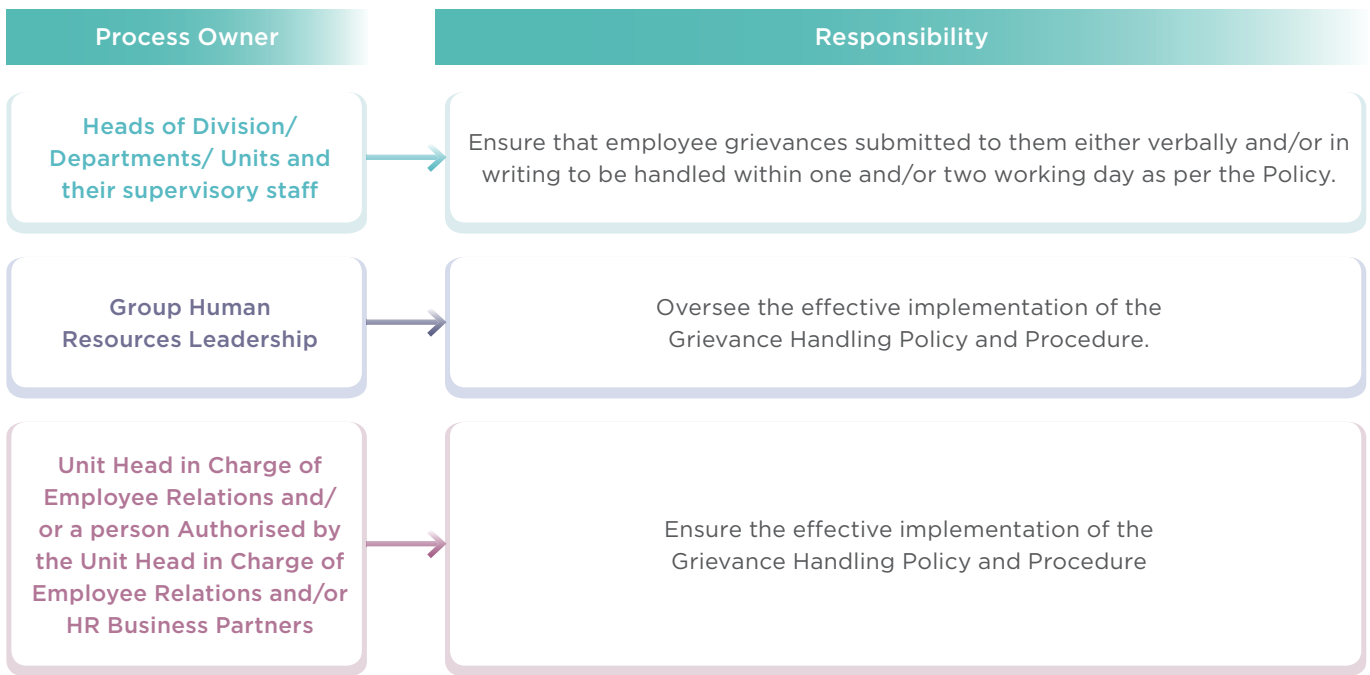 Process Owner
Responsibility
Heads of Division/
Departments/ Units and
their supervisory staff
Ensure that employee grievances submitted to them either verbally and/or in
writing to be handled within one and/or two working day as per the Policy.
Group Human
Resources Leadership
Oversee the effective implementation of the
Grievance Handling Policy and Procedure.
Unit Head in Charge of
Employee Relations and/
or a person Authorised by
the Unit Head in Charge of
Employee Relations and/or
HR Business Partners
Ensure the effective implementation of the
Grievance Handling Policy and Procedure